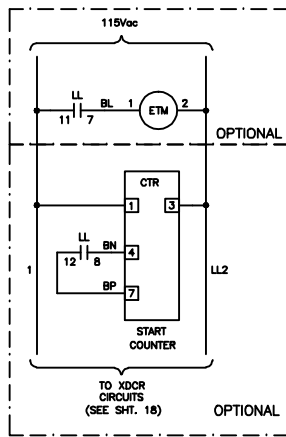 115Vac
LL
BL
1
ETM
2
11
7
OPTIONAL
CTR
1
3
LL
BN
4
12
8
1
BP
7
LL2
START
COUNTER
TO XDCR
CIRCUITS
(SEE SHT. 18)
OPTIONAL